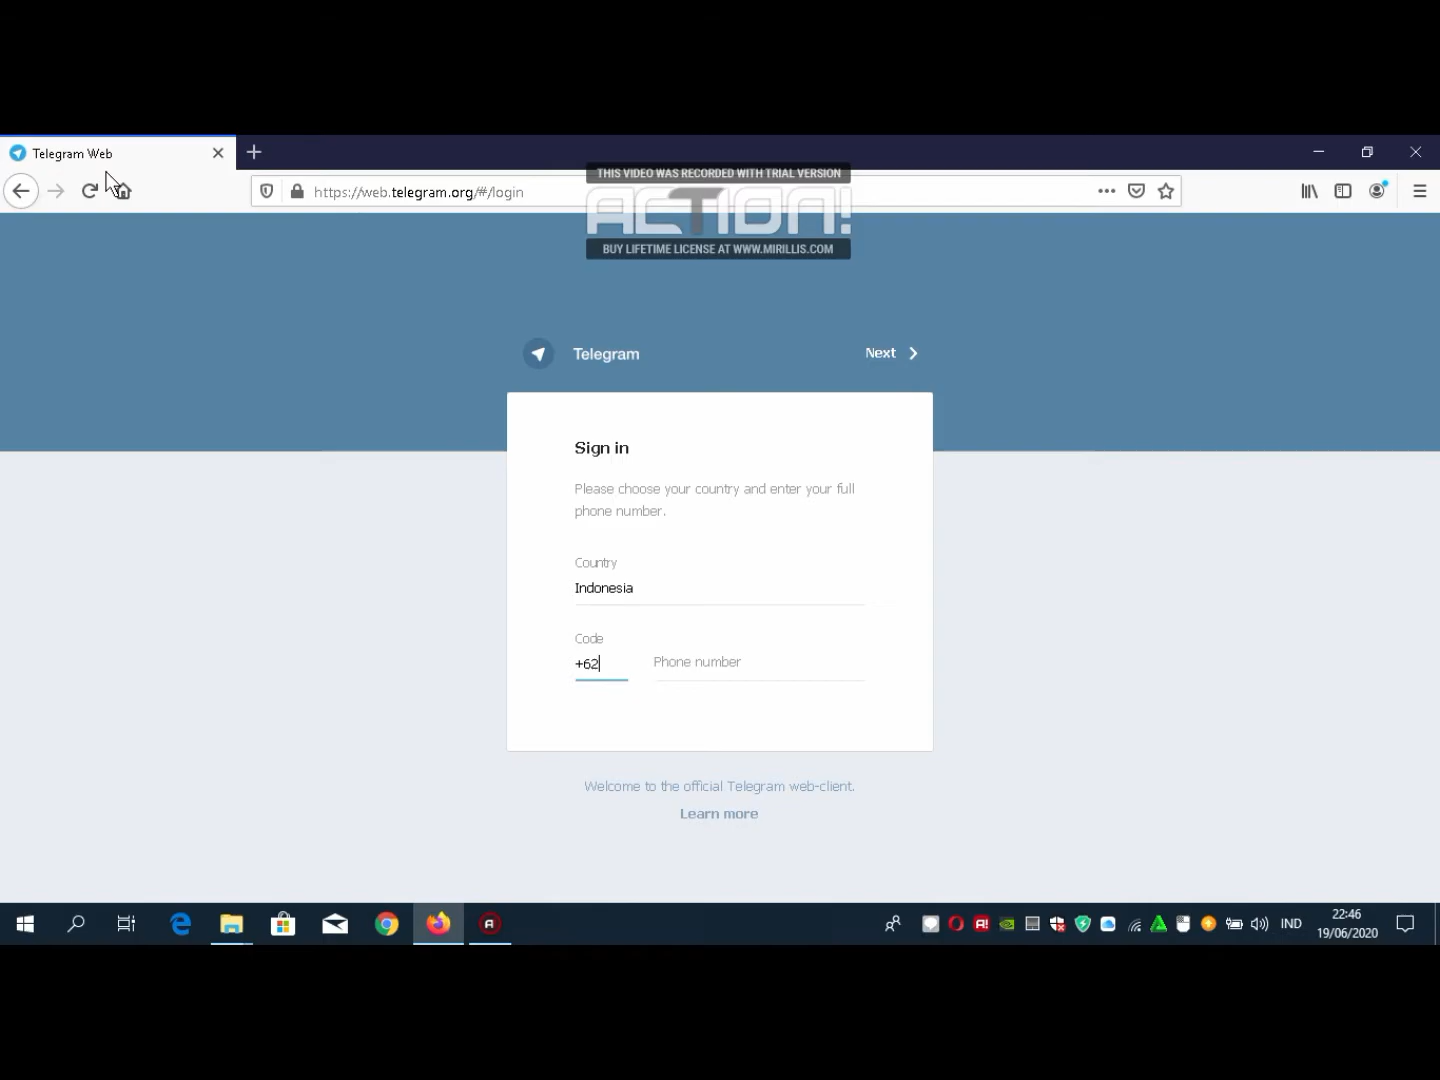 Telegram Web
THIS VIDEO WAS RECORDED WITH TRIAL VERSION
https://web.telegram.org/#/login
ACTION!
BUY LIFETIME LICENSE AT WWW.MIRILLIS.COM
Telegram
Next
Sign in
Please choose your country and enter your full
phone number.
Country
Indonesia
Code
+62
Phone number
Welcome to the official Telegram web-client.
Learn more
IND
22:46
19/06/2020